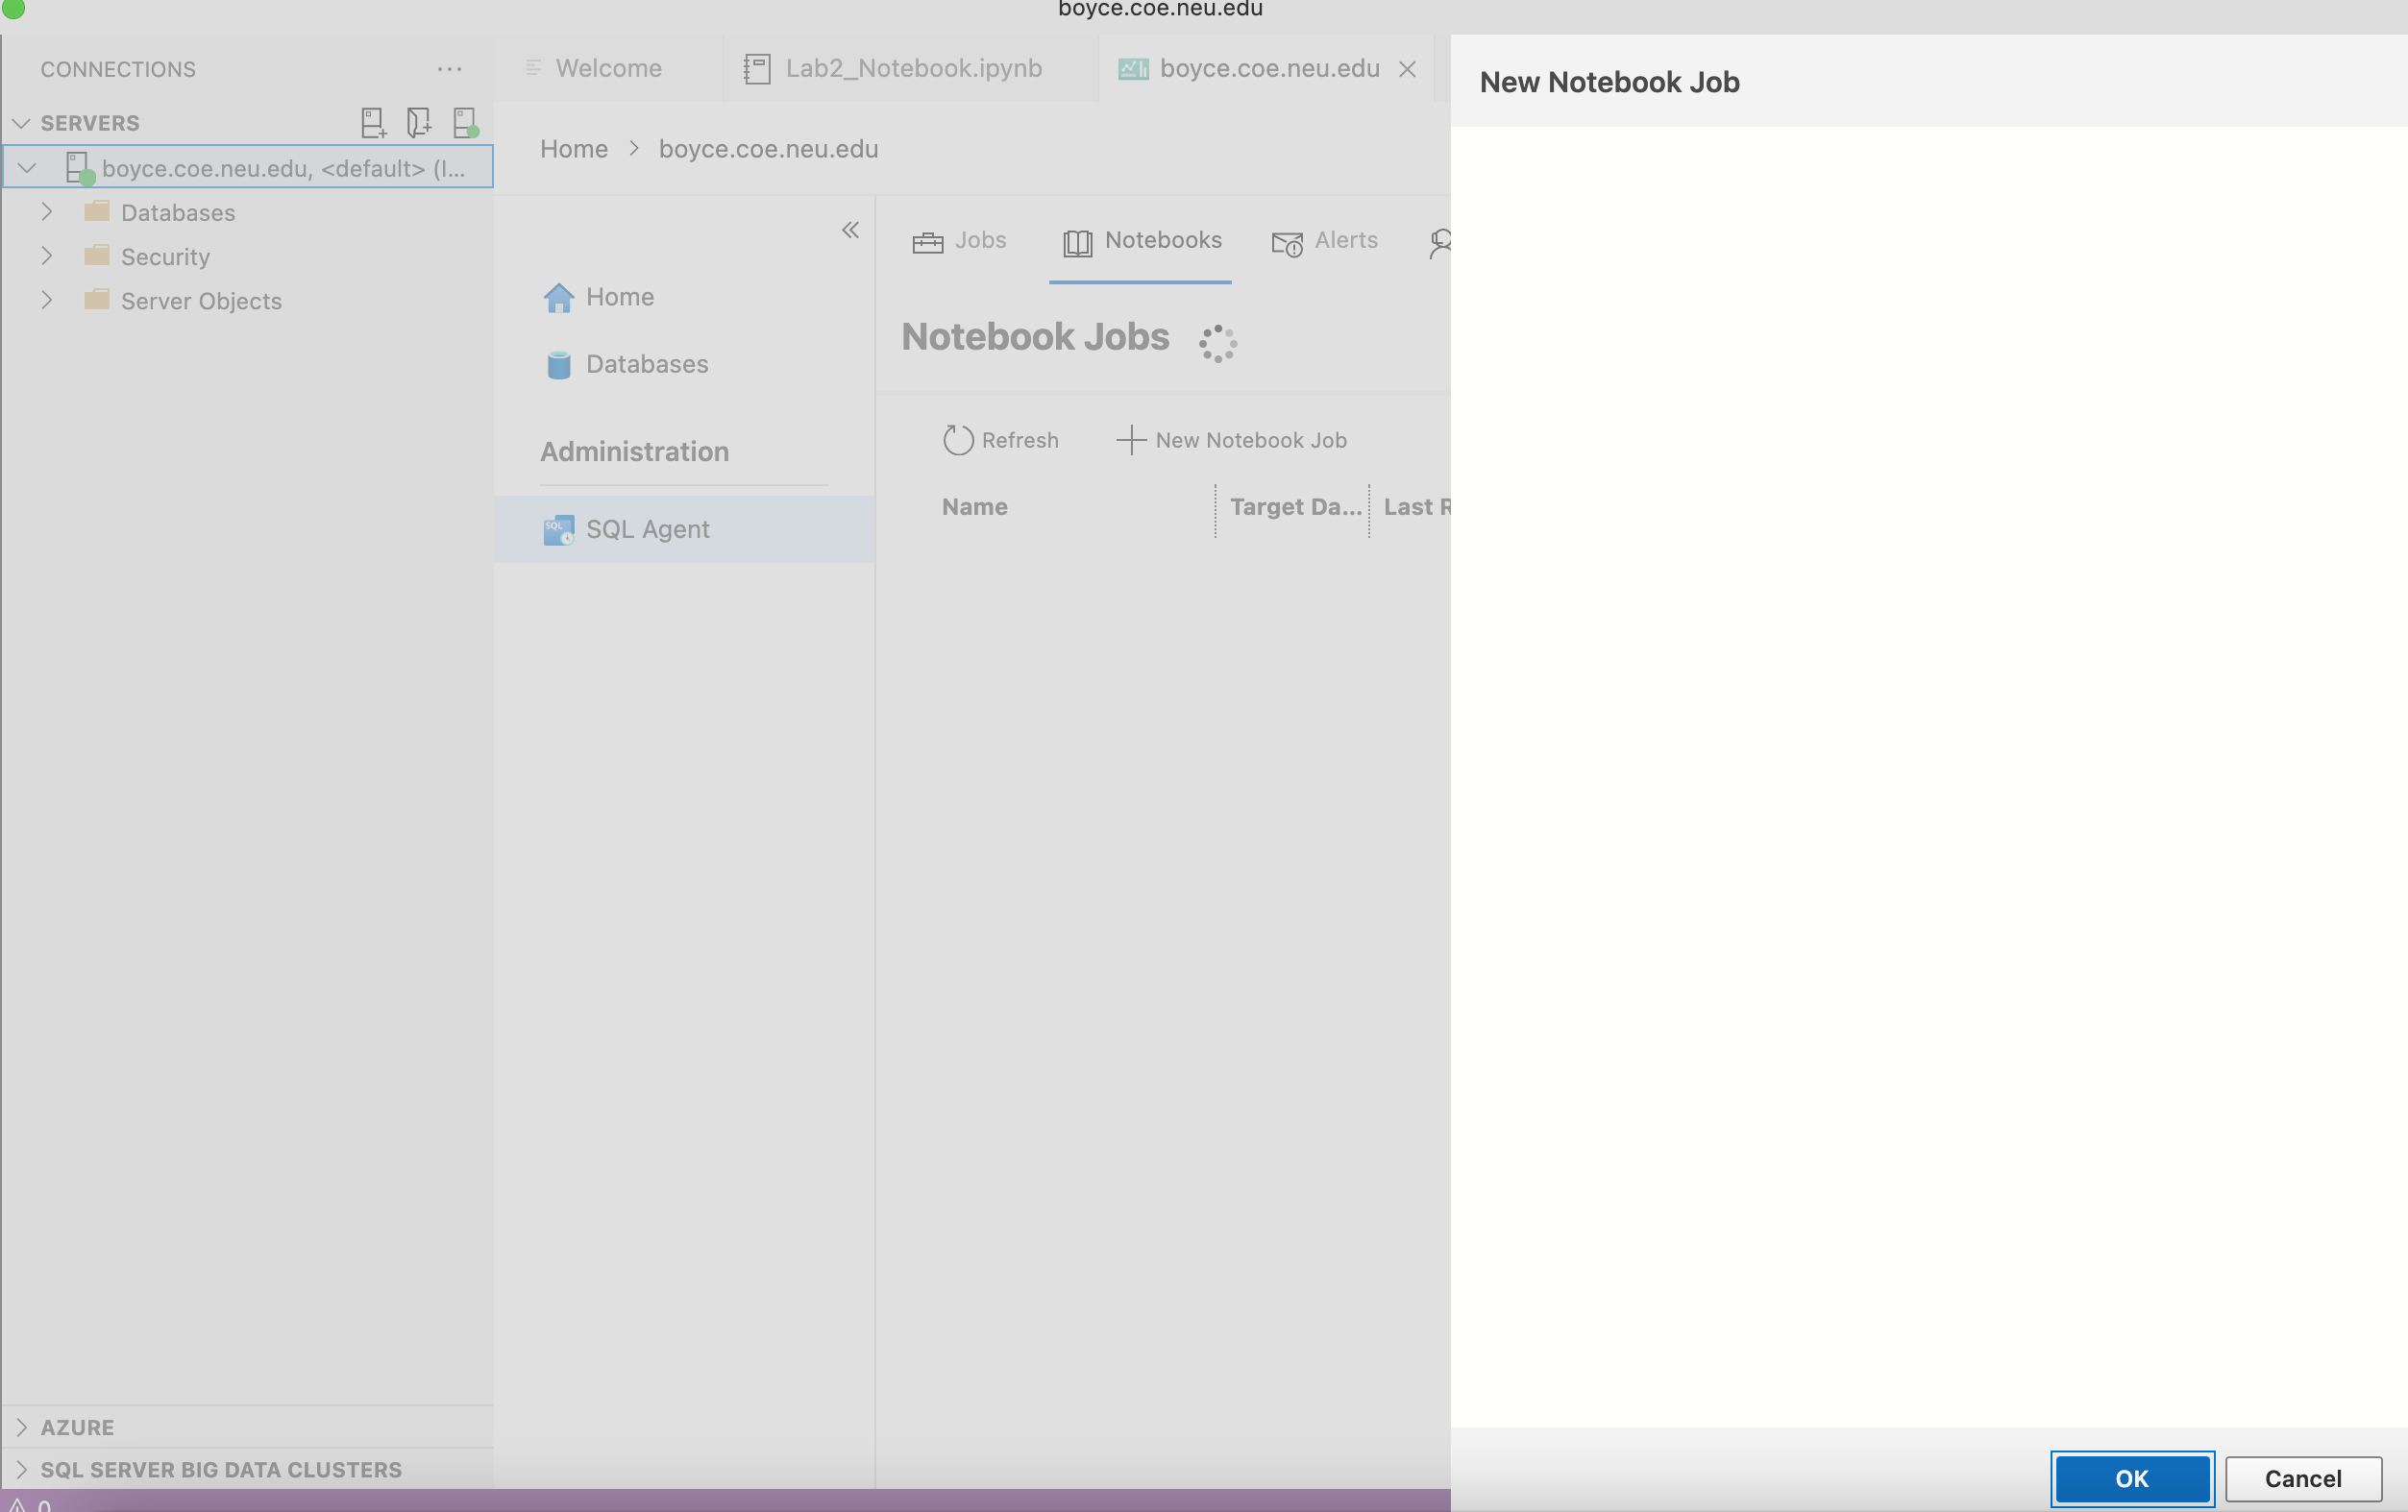 boyce.coe.neu.edu
CONNECTIONS
SERVERS
boyce.coe.neu.edu, <default> (I...
Databases
Security
Server Objects
AZURE
SQL SERVER BIG DATA CLUSTERS
0
Welcome
Lab2_Notebook.ipynb
boyce.coe.neu.edu
Home > boyce.coe.neu.edu
Home
Databases
Administration
SQL Agent
Jobs
Notebooks
Alerts
Notebook Jobs
Refresh
New Notebook Job
Name
Target Da...
Last R
New Notebook Job
OK
Cancel